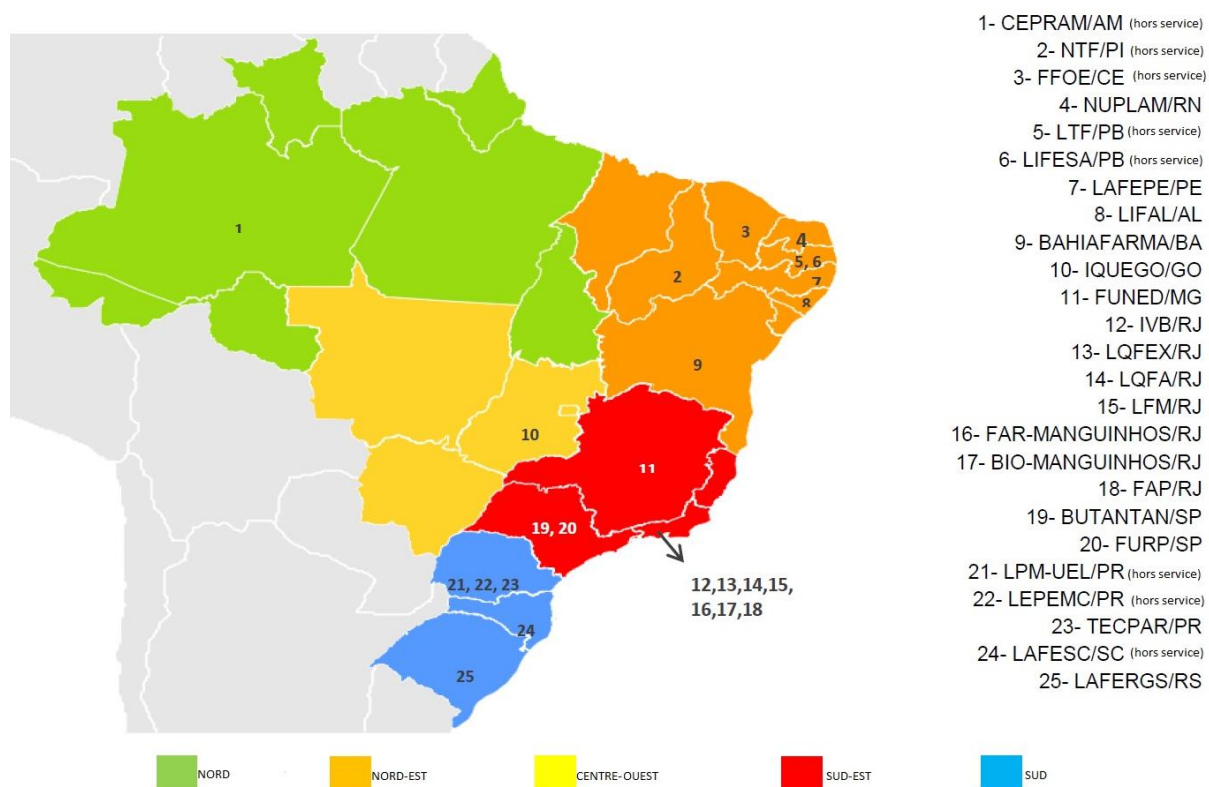 1- CEPRAM/AM (hors service)
2- NTF/PI (hors service)
3- FFOE/CE (hors service)
4- NUPLAM/RN
5- LTF/PB (hors service)
6- LIFESA/PB (hors service)
7- LAFEPE/PE
8- LIFAL/AL
9- BAHIAFARMA/BA
10- IQUEGO/GO
11- FUNED/MG
12- IVB/RJ
13- LQFEX/RJ
14- LQFA/RJ
15- LFM/RJ
16- FAR-MANGUINHOS/RJ
17- BIO-MANGUINHOS/RJ
18- FAP/RJ
19- BUTANTAN/SP
20- FURP/SP
21- LPM-UEL/PR (hors service)
22- LEPEMC/PR (hors service)
23- TECPAR/PR
24- LAFESC/SC (hors service)
25- LAFERGS/RS
1
2
3
4
5, 6
7
8
9
10
11
19, 20
12,13,14,15,
16,17,18
21, 22, 23
24
25
NORD
NORD-EST
CENTRE-OUEST
SUD-EST
SUD